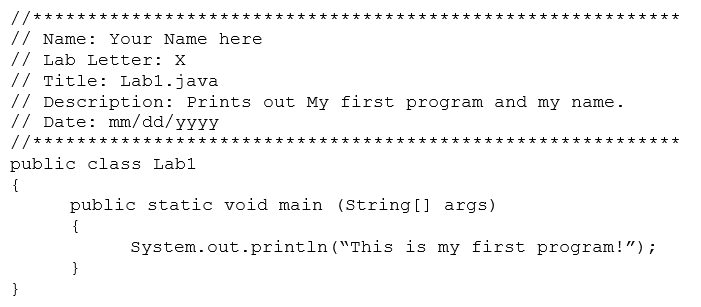 //************************************************************
// Name: Your Name here
// Lab Letter: X
// Title: Lab1.java
// Description: Prints out My first program and my name.
// Date: mm/dd/yyyy
//************************************************************
public class Lab1
{
public static void main (String[] args)
{
System.out.println(“This is my first program!”);
}
}